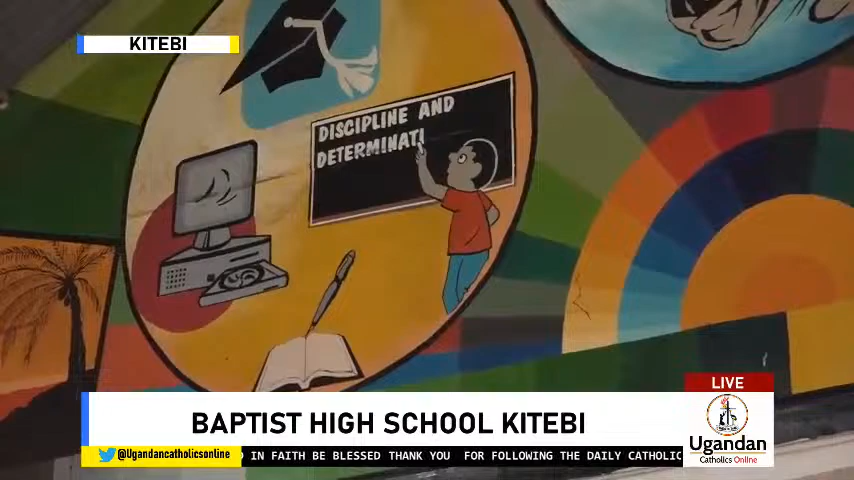 KITEBI
DISCIPLINE AND
DETERMINATI
BAPTIST HIGH SCHOOL KITEBI
LIVE
Ugandan
Catholics Online
@Ugandancatholicsonline
IN FAITH BE BLESSED THANK YOU FOR FOLLOWING THE DAILY CATHOLIC